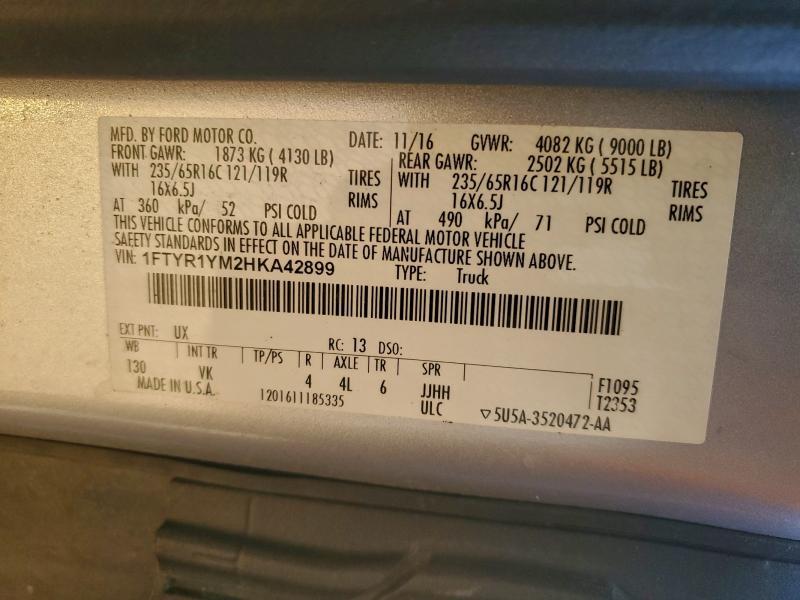 MFD. BY FORD MOTOR CO. DATE: 11/16 GVWR: 4082 KG ( 9000 LB)
FRONT GAWR: 1873 KG ( 4130 LB) REAR GAWR: 2502 KG ( 5515 LB)
WITH 235/65R16C 121/119R TIRES WITH 235/65R16C 121/119R TIRES
16X6.5J RIMS 16X6.5J RIMS
AT 360 kPa/ 52 PSI COLD AT 490 kPa/ 71 PSI COLD
THIS VEHICLE CONFORMS TO ALL APPLICABLE FEDERAL MOTOR VEHICLE
SAFETY STANDARDS IN EFFECT ON THE DATE OF MANUFACTURE SHOWN ABOVE.
VIN: 1FTYR1YM2HKA42899 TYPE: Truck
EXT PNT: UX RC: 13 DSO:
WB INT TR TP/PS R AXLE TR SPR
130 VK 4 4L 6 JJHH F1095
MADE IN U.S.A. 1201611185335 ULC T2353
▽5U5A-3520472-AA